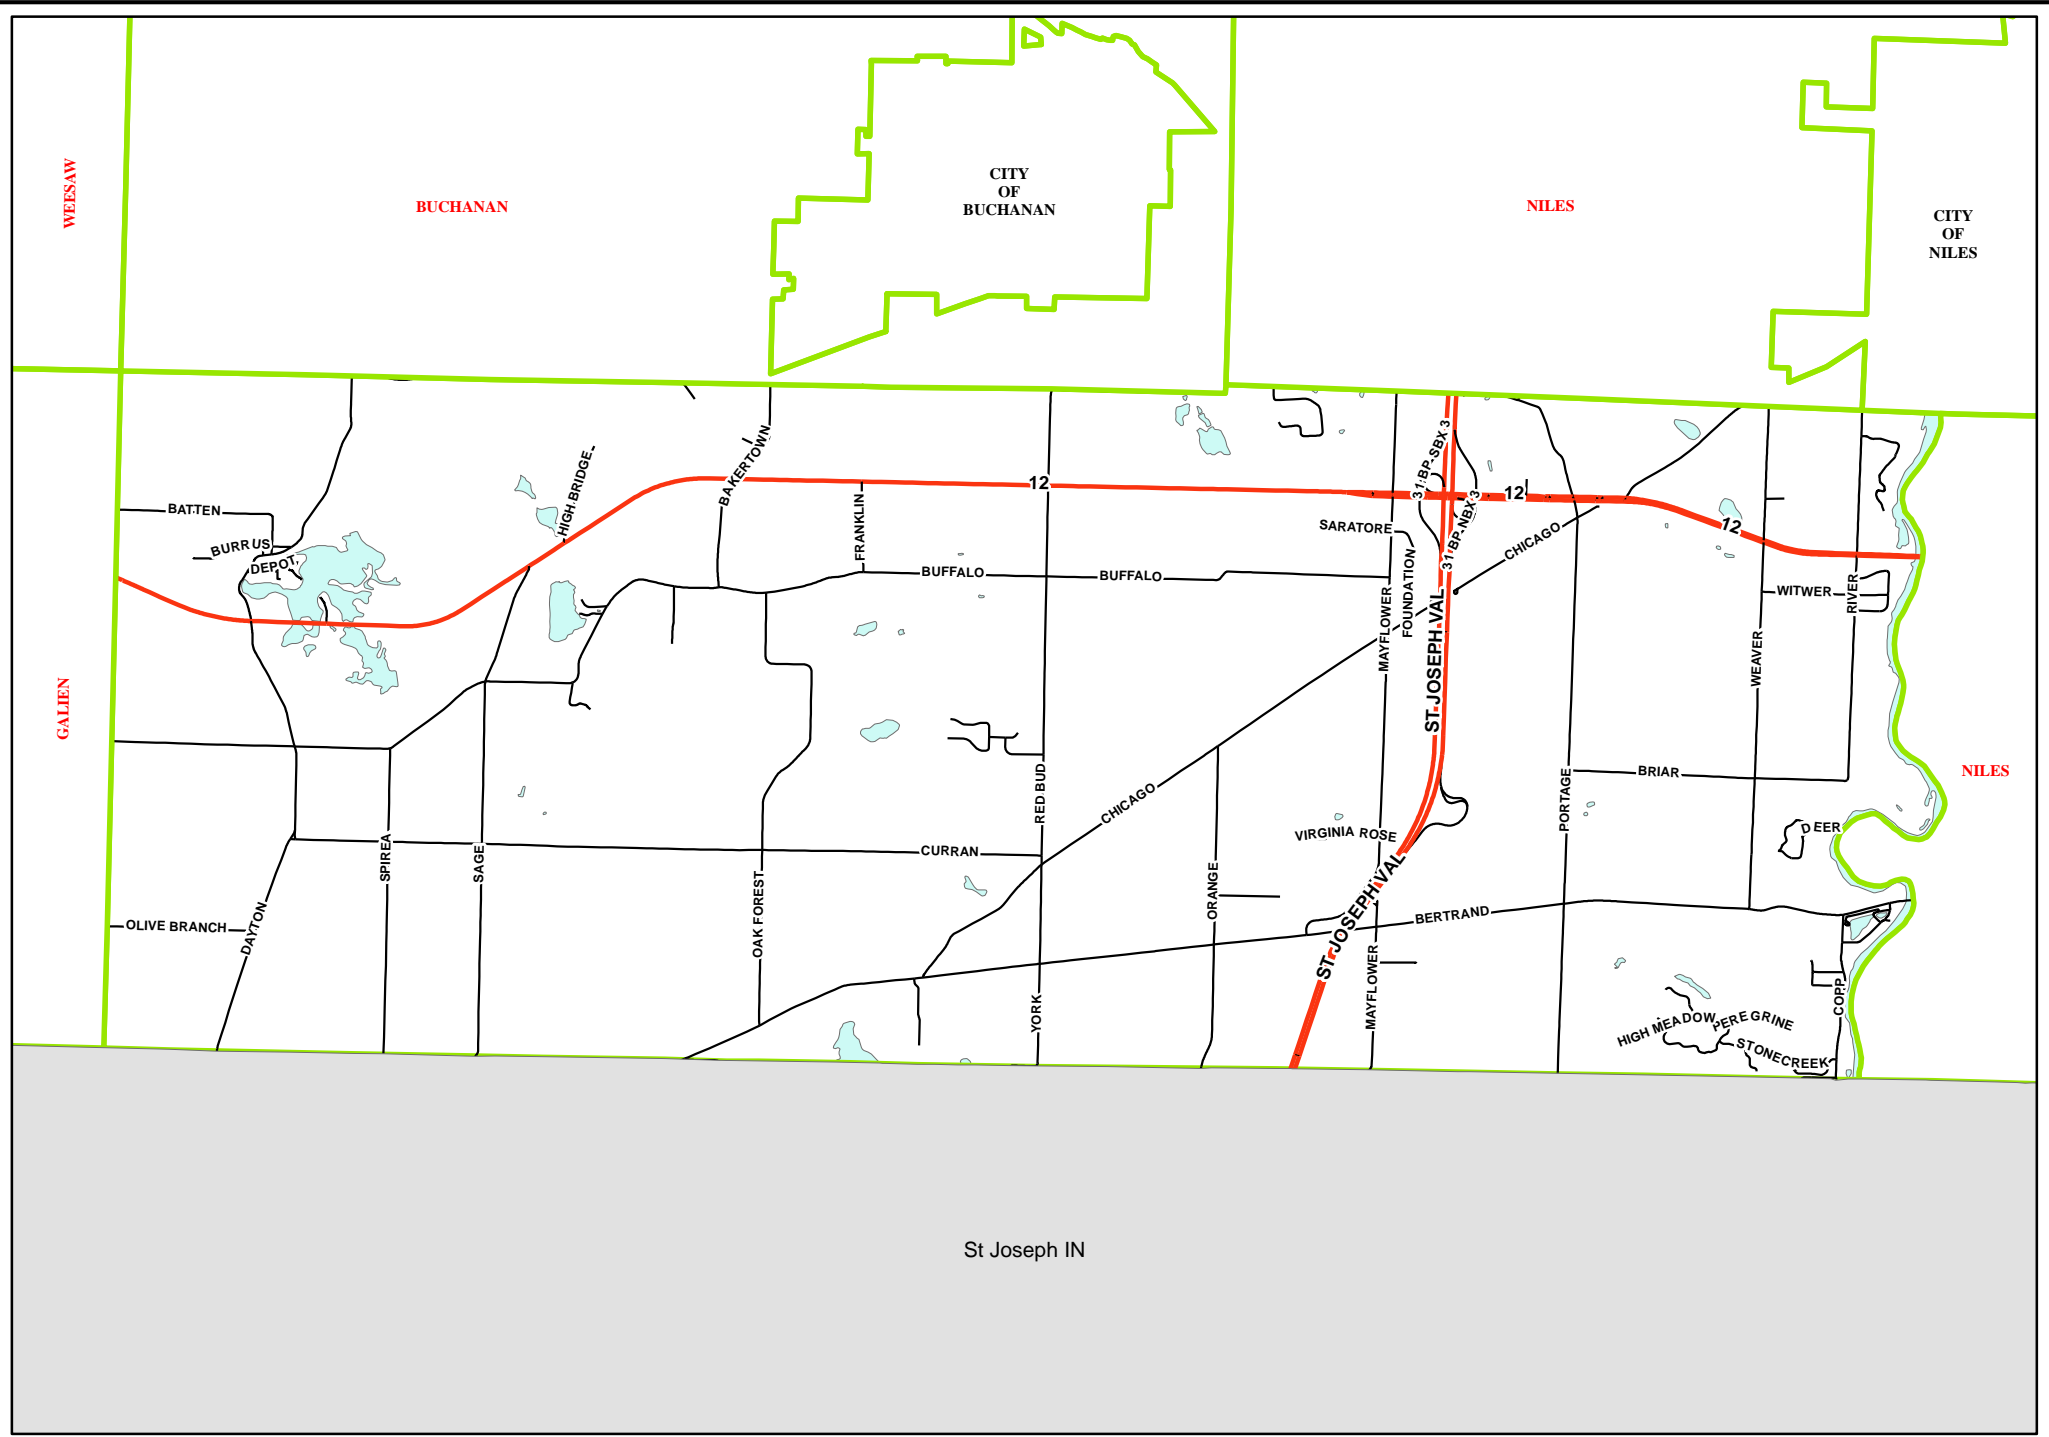 WEESAW
BUCHANAN
CITY
OF
BUCHANAN
NILES
CITY
OF
NILES
BATTEN
BURRUS
DEPOT
HIGHBRIDGE
BAKERTOWN
FRANKLIN
12
SARATORE
31 BP-SBX 3
31 BP-NBX 3
12
CHICAGO
12
BUFFALO
BUFFALO
MAYFLOWER
FOUNDATION
ST JOSEPH VAL
WITWER
RIVER
WEAVER
GALIEN
NILES
RED BUD
CHICAGO
PORTAGE
BRIAR
VIRGINIA ROSE
DEER
SPIREA
SAGE
CURRAN
OAK FOREST
ORANGE
ST JOSEPH VAL
BERTRAND
OLIVE BRANCH
DAYTON
YORK
MAYFLOWER
COPP
HIGH MEADOW
PEREGRINE
STONECREEK
St Joseph IN